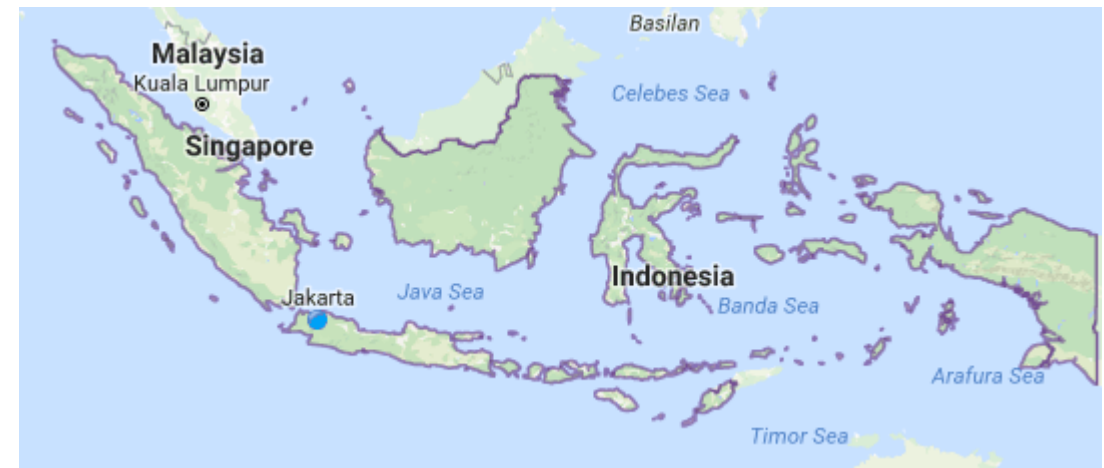 Basilan
Malaysia
Kuala Lumpur
Celebes Sea
Singapore
Indonesia
Jakarta
Java Sea
Banda Sea
Arafura Sea
Timor Sea